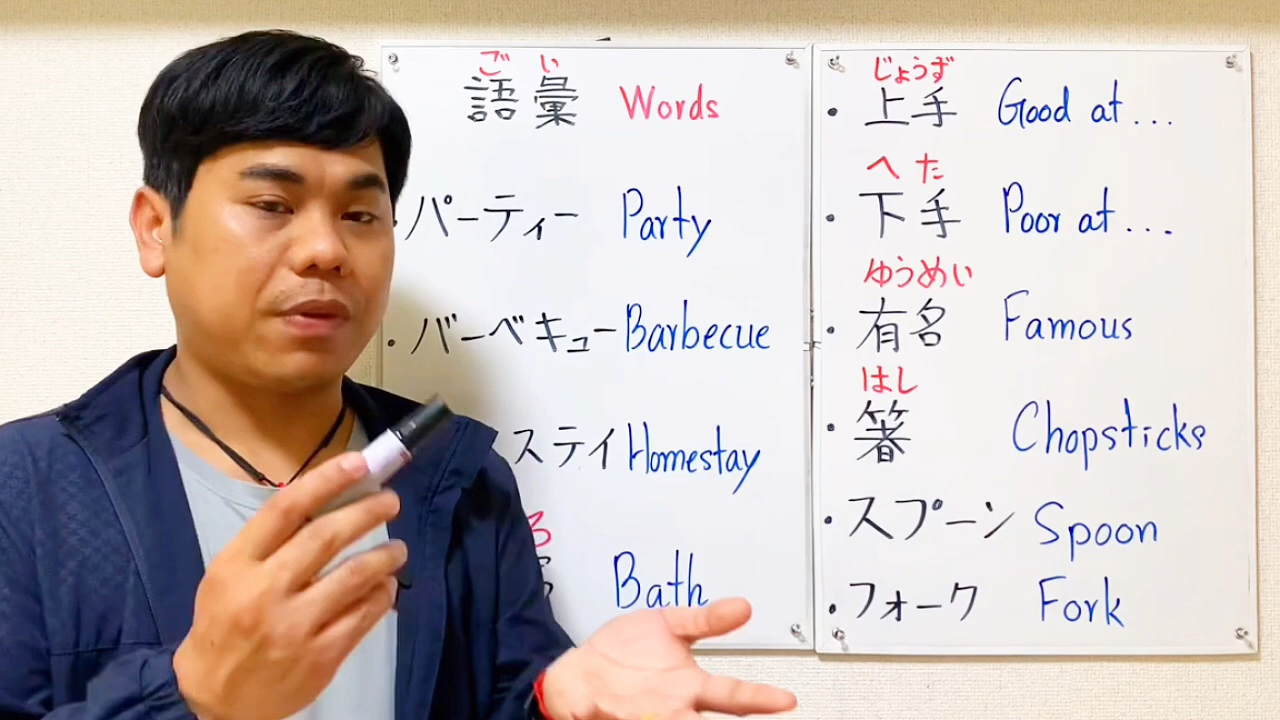 ごい
語彙 Words
・パーティー Party
・バーベキュー Barbecue
ステイ Homestay
ろ
Bath
じょうず
・上手 Good at...
へた
・下手 Poor at...
ゆうめい
・有名 Famous
はし
・箸 Chopsticks
・スプーン Spoon
・フォーク Fork